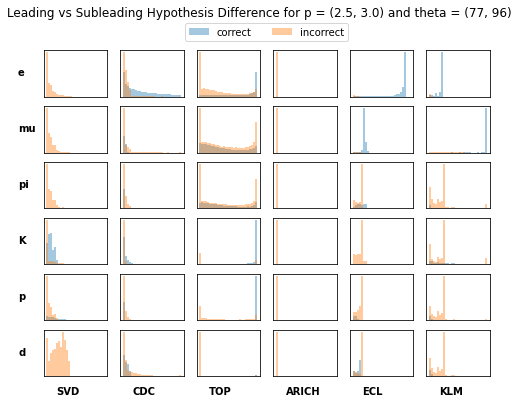 Leading vs Subleading Hypothesis Difference for p = (2.5, 3.0) and theta = (77, 96)
correct incorrect
e
mu
pi
K
p
d
SVD CDC TOP ARICH ECL KLM